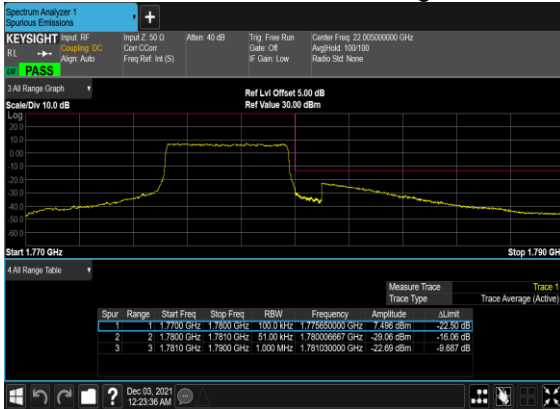 Spectrum Analyzer 1
Spurious Emissions
+
KEYSIGHT Input: RF Input Z: 50 Ω Atten: 40 dB Trig: Free Run Center Freq: 22.005000000 GHz
RL Coupling: DC Corr CCorr Gate: Off Avg|Hold: 100/100
Align: Auto Freq Ref: Int (S) IF Gain: Low Radio Std: None
PASS
3 All Range Graph Ref Lvl Offset 5.00 dB
Scale/Div 10.0 dB Ref Value 30.00 dBm
Log
20.0
10.0
0.00
-10.0
-20.0
-30.0
-40.0
-50.0
-60.0
Start 1.770 GHz Stop 1.790 GH
4 All Range Table
Measure Trace Trace 1
Trace Type Trace Average (Active)
Spur Range Start Freq Stop Freq RBW Frequency Amplitude ΔLimit
1 1 1.7700 GHz 1.7800 GHz 100.0 kHz 1.775650000 GHz 7.496 dBm -22.50 dB
2 2 1.7800 GHz 1.7810 GHz 51.00 kHz 1.780006667 GHz -29.06 dBm -16.06 dB
3 3 1.7810 GHz 1.7900 GHz 1.000 MHz 1.781030000 GHz -22.69 dBm -9.687 dB
? Dec 03, 2021
12:23:36 AM